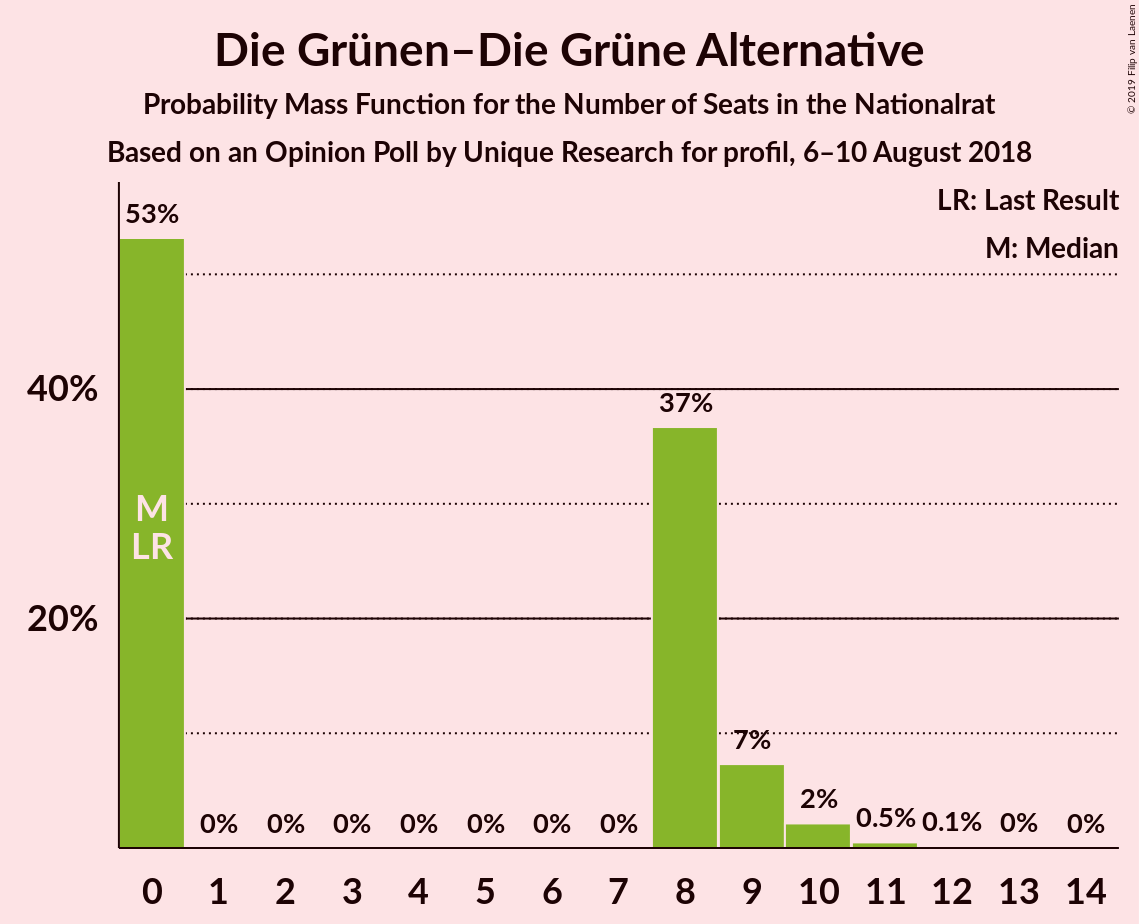 Die Grünen–Die Grüne Alternative
Probability Mass Function for the Number of Seats in the Nationalrat
Based on an Opinion Poll by Unique Research for profil, 6–10 August 2018
© 2019 Filip van Laenen
LR: Last Result
M: Median
53%
40%
37%
M
LR
20%
7%
2%
0% 0% 0% 0% 0% 0% 0% 0.5% 0.1% 0% 0%
0 1 2 3 4 5 6 7 8 9 10 11 12 13 14